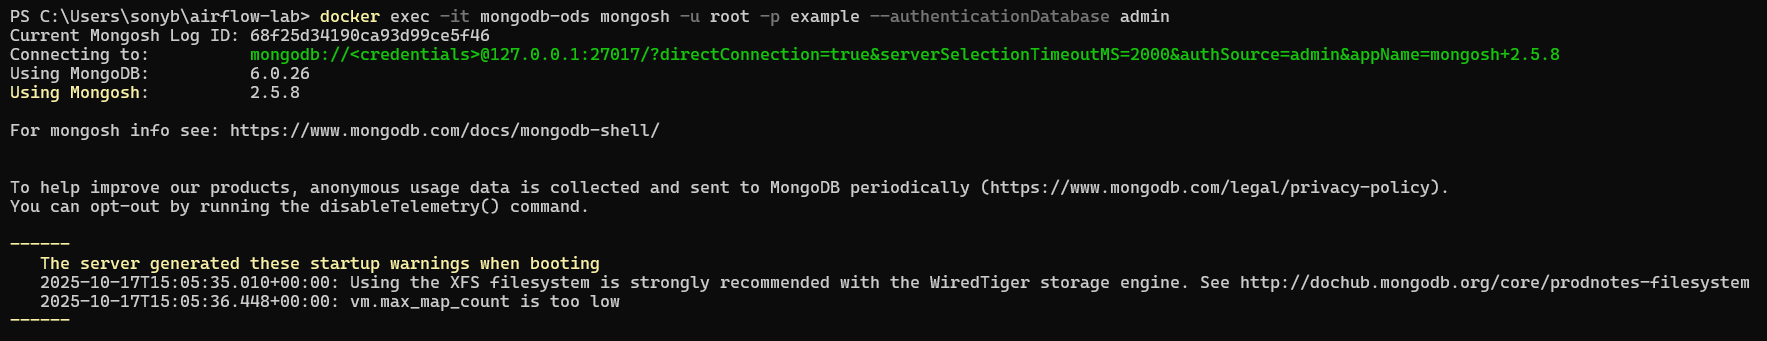 PS C:\Users\sonyb\airflow-lab> docker exec -it mongodb-ods mongosh -u root -p example --authenticationDatabase admin
Current Mongosh Log ID: 68f25d34190ca93d99ce5f46
Connecting to:          mongodb://<credentials>@127.0.0.1:27017/?directConnection=true&serverSelectionTimeoutMS=2000&authSource=admin&appName=mongosh+2.5.8
Using MongoDB:          6.0.26
Using Mongosh:          2.5.8
For mongosh info see: https://www.mongodb.com/docs/mongodb-shell/
To help improve our products, anonymous usage data is collected and sent to MongoDB periodically (https://www.mongodb.com/legal/privacy-policy).
You can opt-out by running the disableTelemetry() command.
------
   The server generated these startup warnings when booting
   2025-10-17T15:05:35.010+00:00: Using the XFS filesystem is strongly recommended with the WiredTiger storage engine. See http://dochub.mongodb.org/core/prodnotes-filesystem
   2025-10-17T15:05:36.448+00:00: vm.max_map_count is too low
------